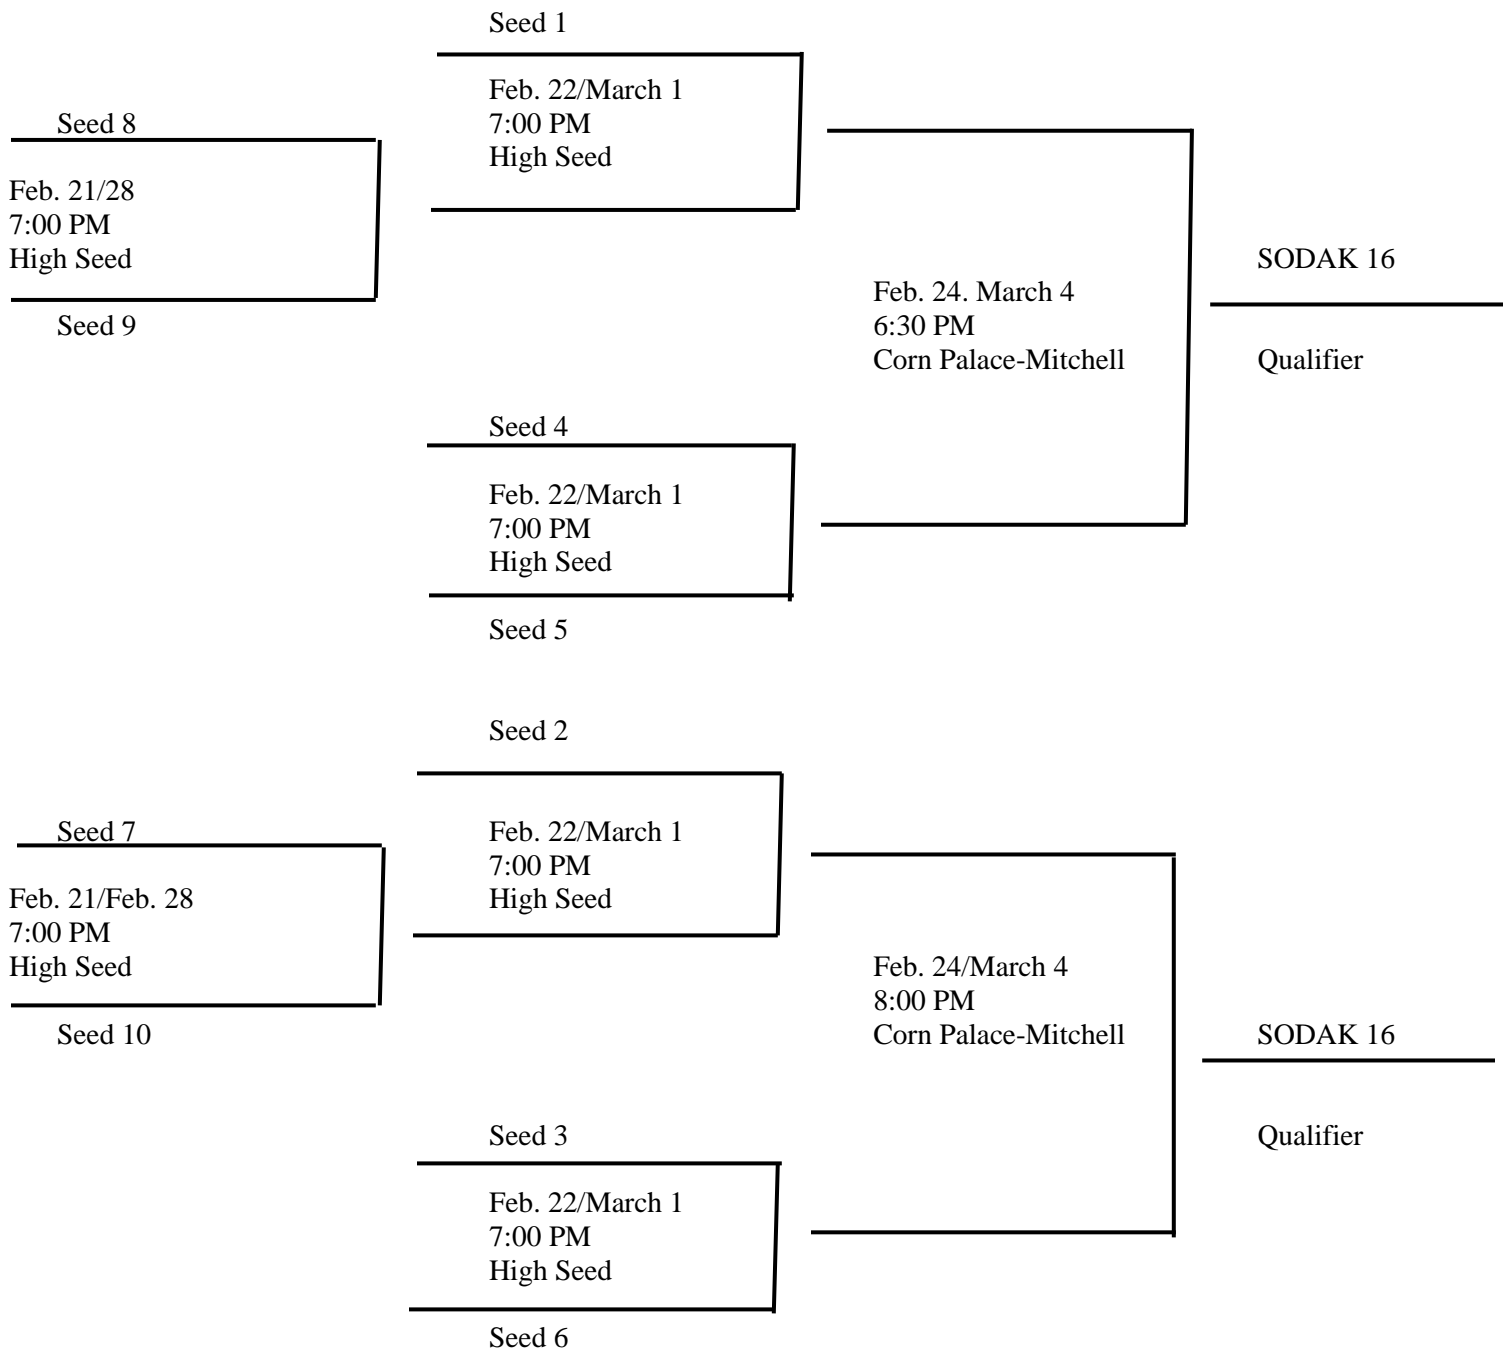 Seed 1
Feb. 22/March 1
7:00 PM
High Seed
Seed 8
Feb. 21/28
7:00 PM
High Seed
Seed 9
SODAK 16
Feb. 24. March 4
6:30 PM
Corn Palace-Mitchell
Qualifier
Seed 4
Feb. 22/March 1
7:00 PM
High Seed
Seed 5
Seed 2
Seed 7
Feb. 22/March 1
7:00 PM
High Seed
Feb. 21/Feb. 28
7:00 PM
High Seed
Seed 10
Feb. 24/March 4
8:00 PM
Corn Palace-Mitchell
SODAK 16
Qualifier
Seed 3
Feb. 22/March 1
7:00 PM
High Seed
Seed 6